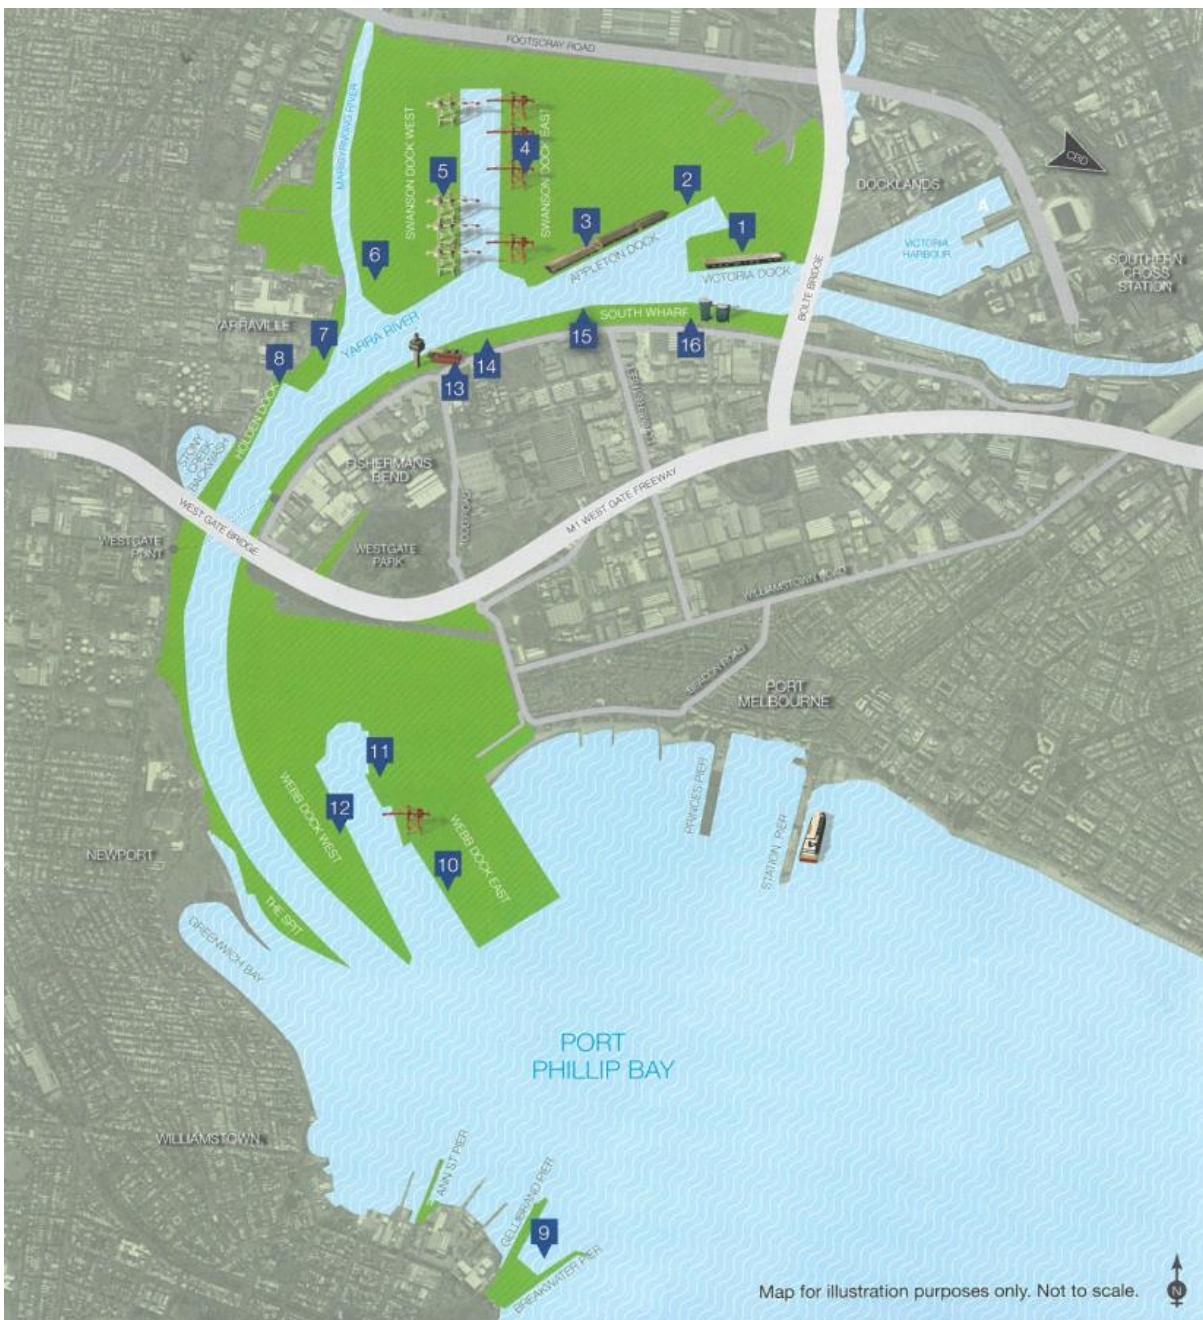 FOOTSCRAY ROAD
MARIBYRNONG RIVER
SWANSON DOCK WEST
SWANSON DOCK EAST
4
5
CBD
DOCKLANDS
2
A
3
1
APPLETON DOCK
VICTORIA DOCK
VICTORIA
HARBOUR
BOLTE BRIDGE
SOUTHERN
CROSS
STATION
6
YARRAVILLE
YARRA RIVER
SOUTH WHARF
7
8
15
16
14
13
HOLDEN DOCK
STONY
CREEK
BACKWASH
FISHERMANS
BEND
TODD ROAD
M1 WEST GATE FREEWAY
WEST GATE BRIDGE
WESTGATE
PUNT
WESTGATE
PARK
WILLIAMSTOWN ROAD
BEACON ROAD
PORT
MELBOURNE
11
12
WEBB DOCK WEST
WEBB DOCK EAST
10
PRINCES PIER
STATION PIER
NEWPORT
THE SPIT
GREENWICH BAY
PORT
PHILLIP BAY
WILLIAMSTOWN
ANN ST PIER
GELLIBRAND PIER
9
BREAKWATER PIER
Map for illustration purposes only. Not to scale.
N